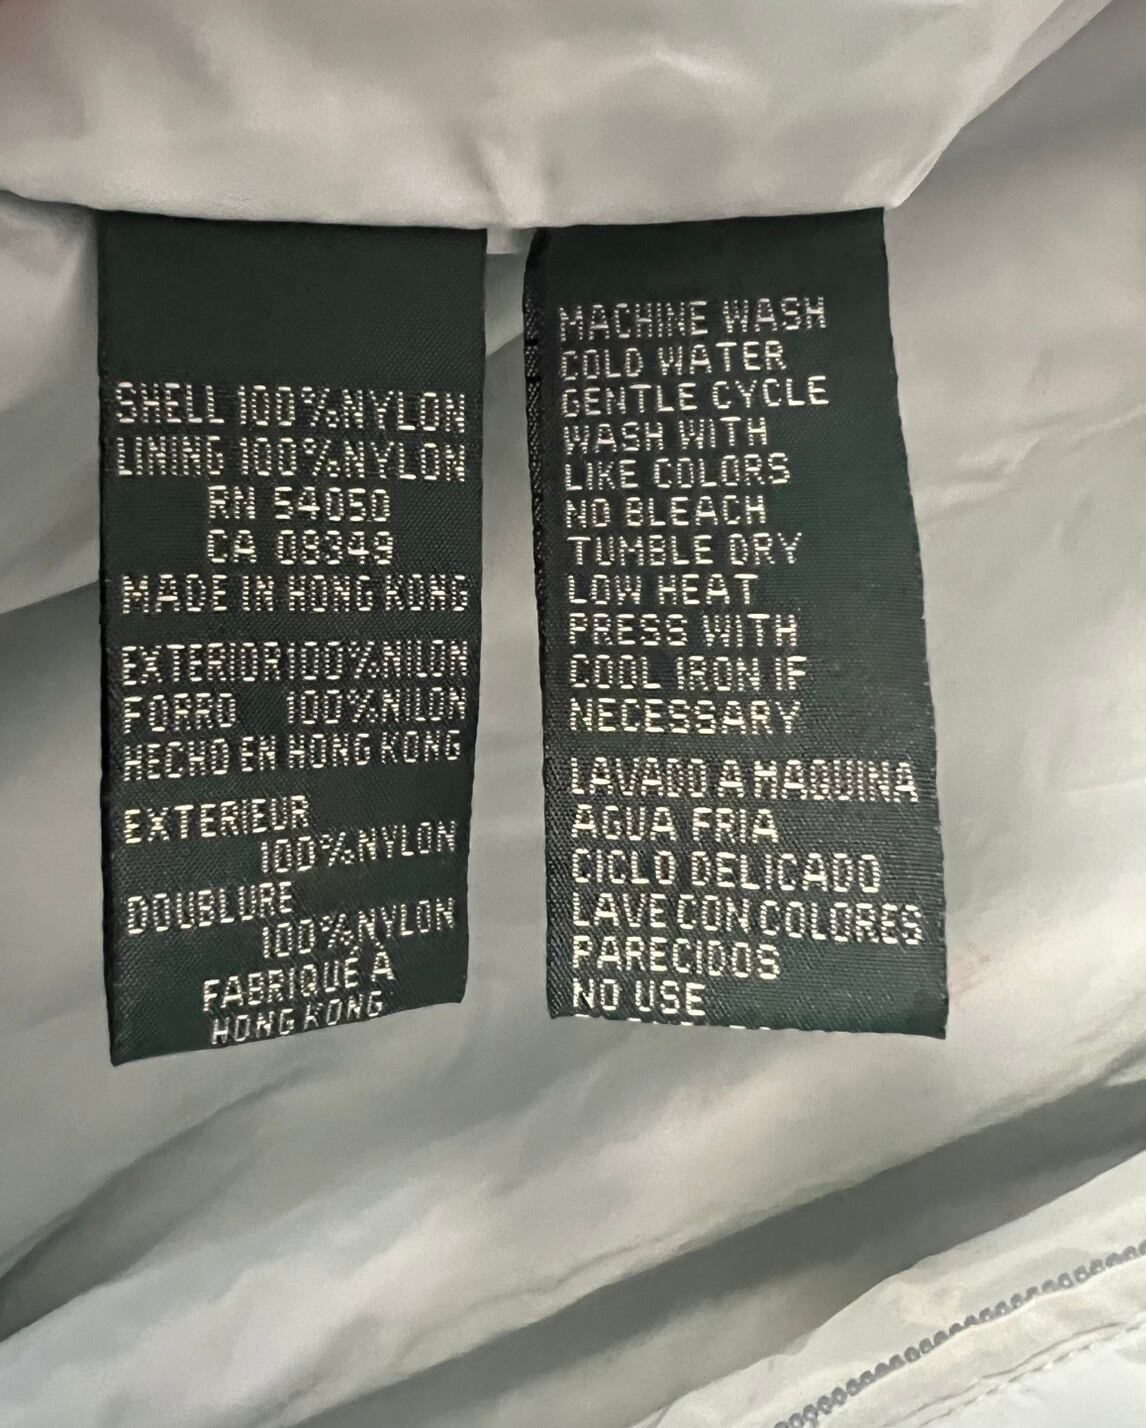 SHELL 100%NYLON
LINING 100%NYLON
RN 54050
CA 08349
MADE IN HONG KONG
EXTERIOR 100%NILON
FORRO 100%NILON
HECHO EN HONG KONG
EXTERIEUR
100%NYLON
DOUBLURE
100%NYLON
FABRIQUÉ A
HONG KONG
MACHINE WASH
COLD WATER
GENTLE CYCLE
WASH WITH
LIKE COLORS
NO BLEACH
TUMBLE DRY
LOW HEAT
PRESS WITH
COOL IRON IF
NECESSARY
LAVADO A MAQUINA
AGUA FRIA
CICLO DELICADO
LAVE CON COLORES
PARECIDOS
NO USE